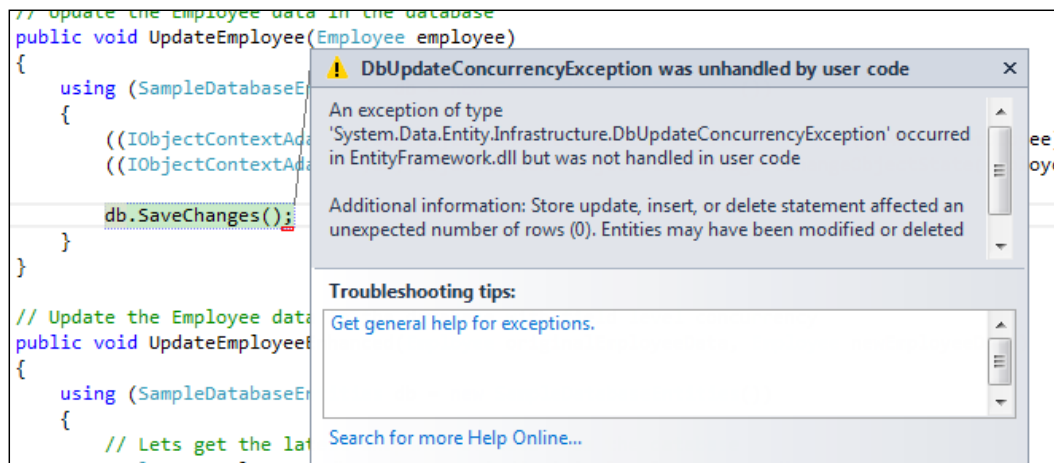 // Update the Employee data in the database
public void UpdateEmployee(Employee employee)
{
using (SampleDatabaseE
{
((IObjectContextAda
((IObjectContextAda
db.SaveChanges();
}
}
// Update the Employee data
public void UpdateEmployeeE
{
using (SampleDatabaseEn
{
// Lets get the lat
DbUpdateConcurrencyException was unhandled by user code
An exception of type
'System.Data.Entity.Infrastructure.DbUpdateConcurrencyException' occurred
in EntityFramework.dll but was not handled in user code
Additional information: Store update, insert, or delete statement affected an
unexpected number of rows (0). Entities may have been modified or deleted
Troubleshooting tips:
Get general help for exceptions.
Search for more Help Online...